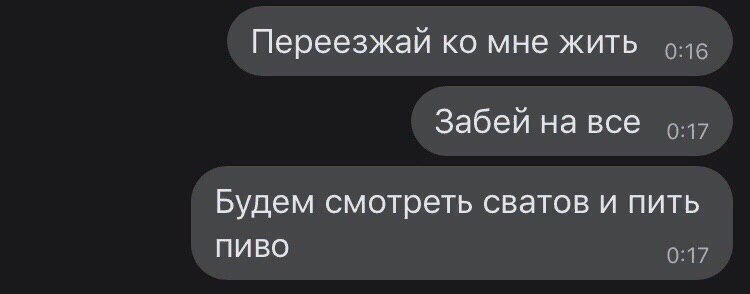 Переезжай ко мне жить 0:16
Забей на все 0:17
Будем смотреть сватов и пить
пиво 0:17